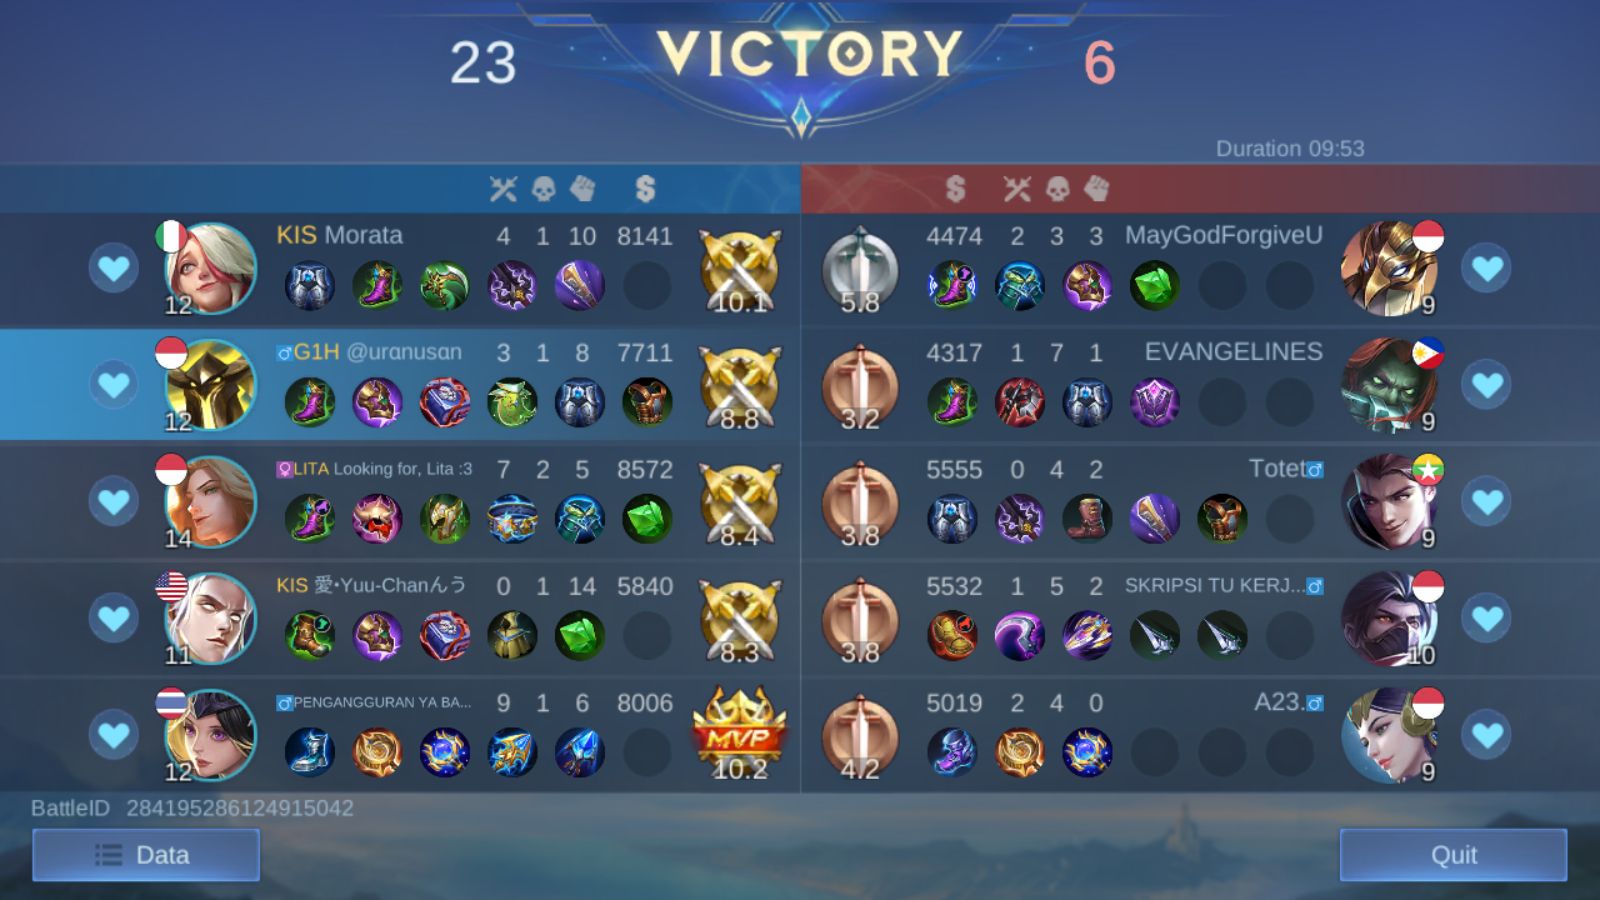 23 VICTORY 6
Duration 09:53
KIS Morata 4 1 10 8141
12 10.1
4474 2 3 3 MayGodForgiveU
5.8 9
G1H @urαnusαn 3 1 8 7711
12 8.8
4317 1 7 1 EVANGELINES
3.2 9
LITA Looking for, Lita :3 7 2 5 8572
14 8.4
5555 0 4 2 Totet
3.8 9
KIS 愛•Yuu-Chanんう 0 1 14 5840
11 8.3
5532 1 5 2 SKRIPSI TU KERJ...
3.8 10
PENGANGGURAN YA BA... 9 1 6 8006
12 MVP 10.2
5019 2 4 0 A23.
4.2 9
BattleID 284195286124915042
Data
Quit